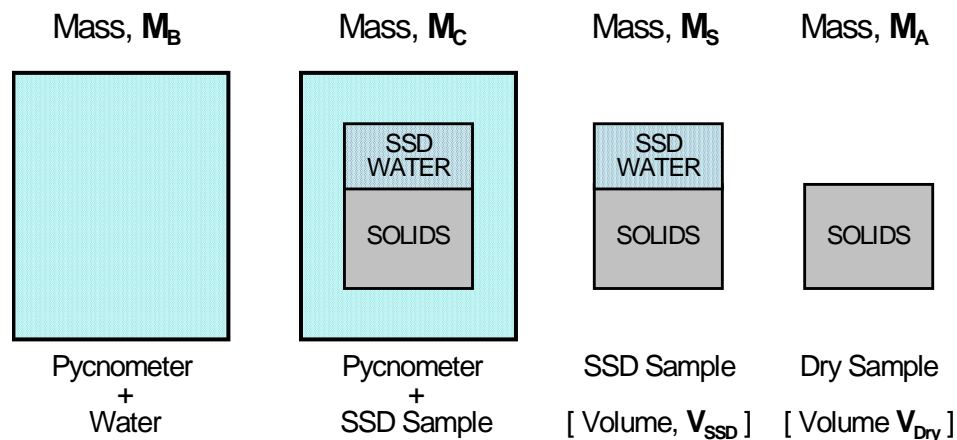 Mass, M_B
Mass, M_C
Mass, M_S
Mass, M_A
SSD
WATER
SOLIDS
SSD
WATER
SOLIDS
SOLIDS
Pycnometer
+
Water
Pycnometer
+
SSD Sample
SSD Sample
[ Volume, V_SSD ]
Dry Sample
[ Volume V_Dry ]